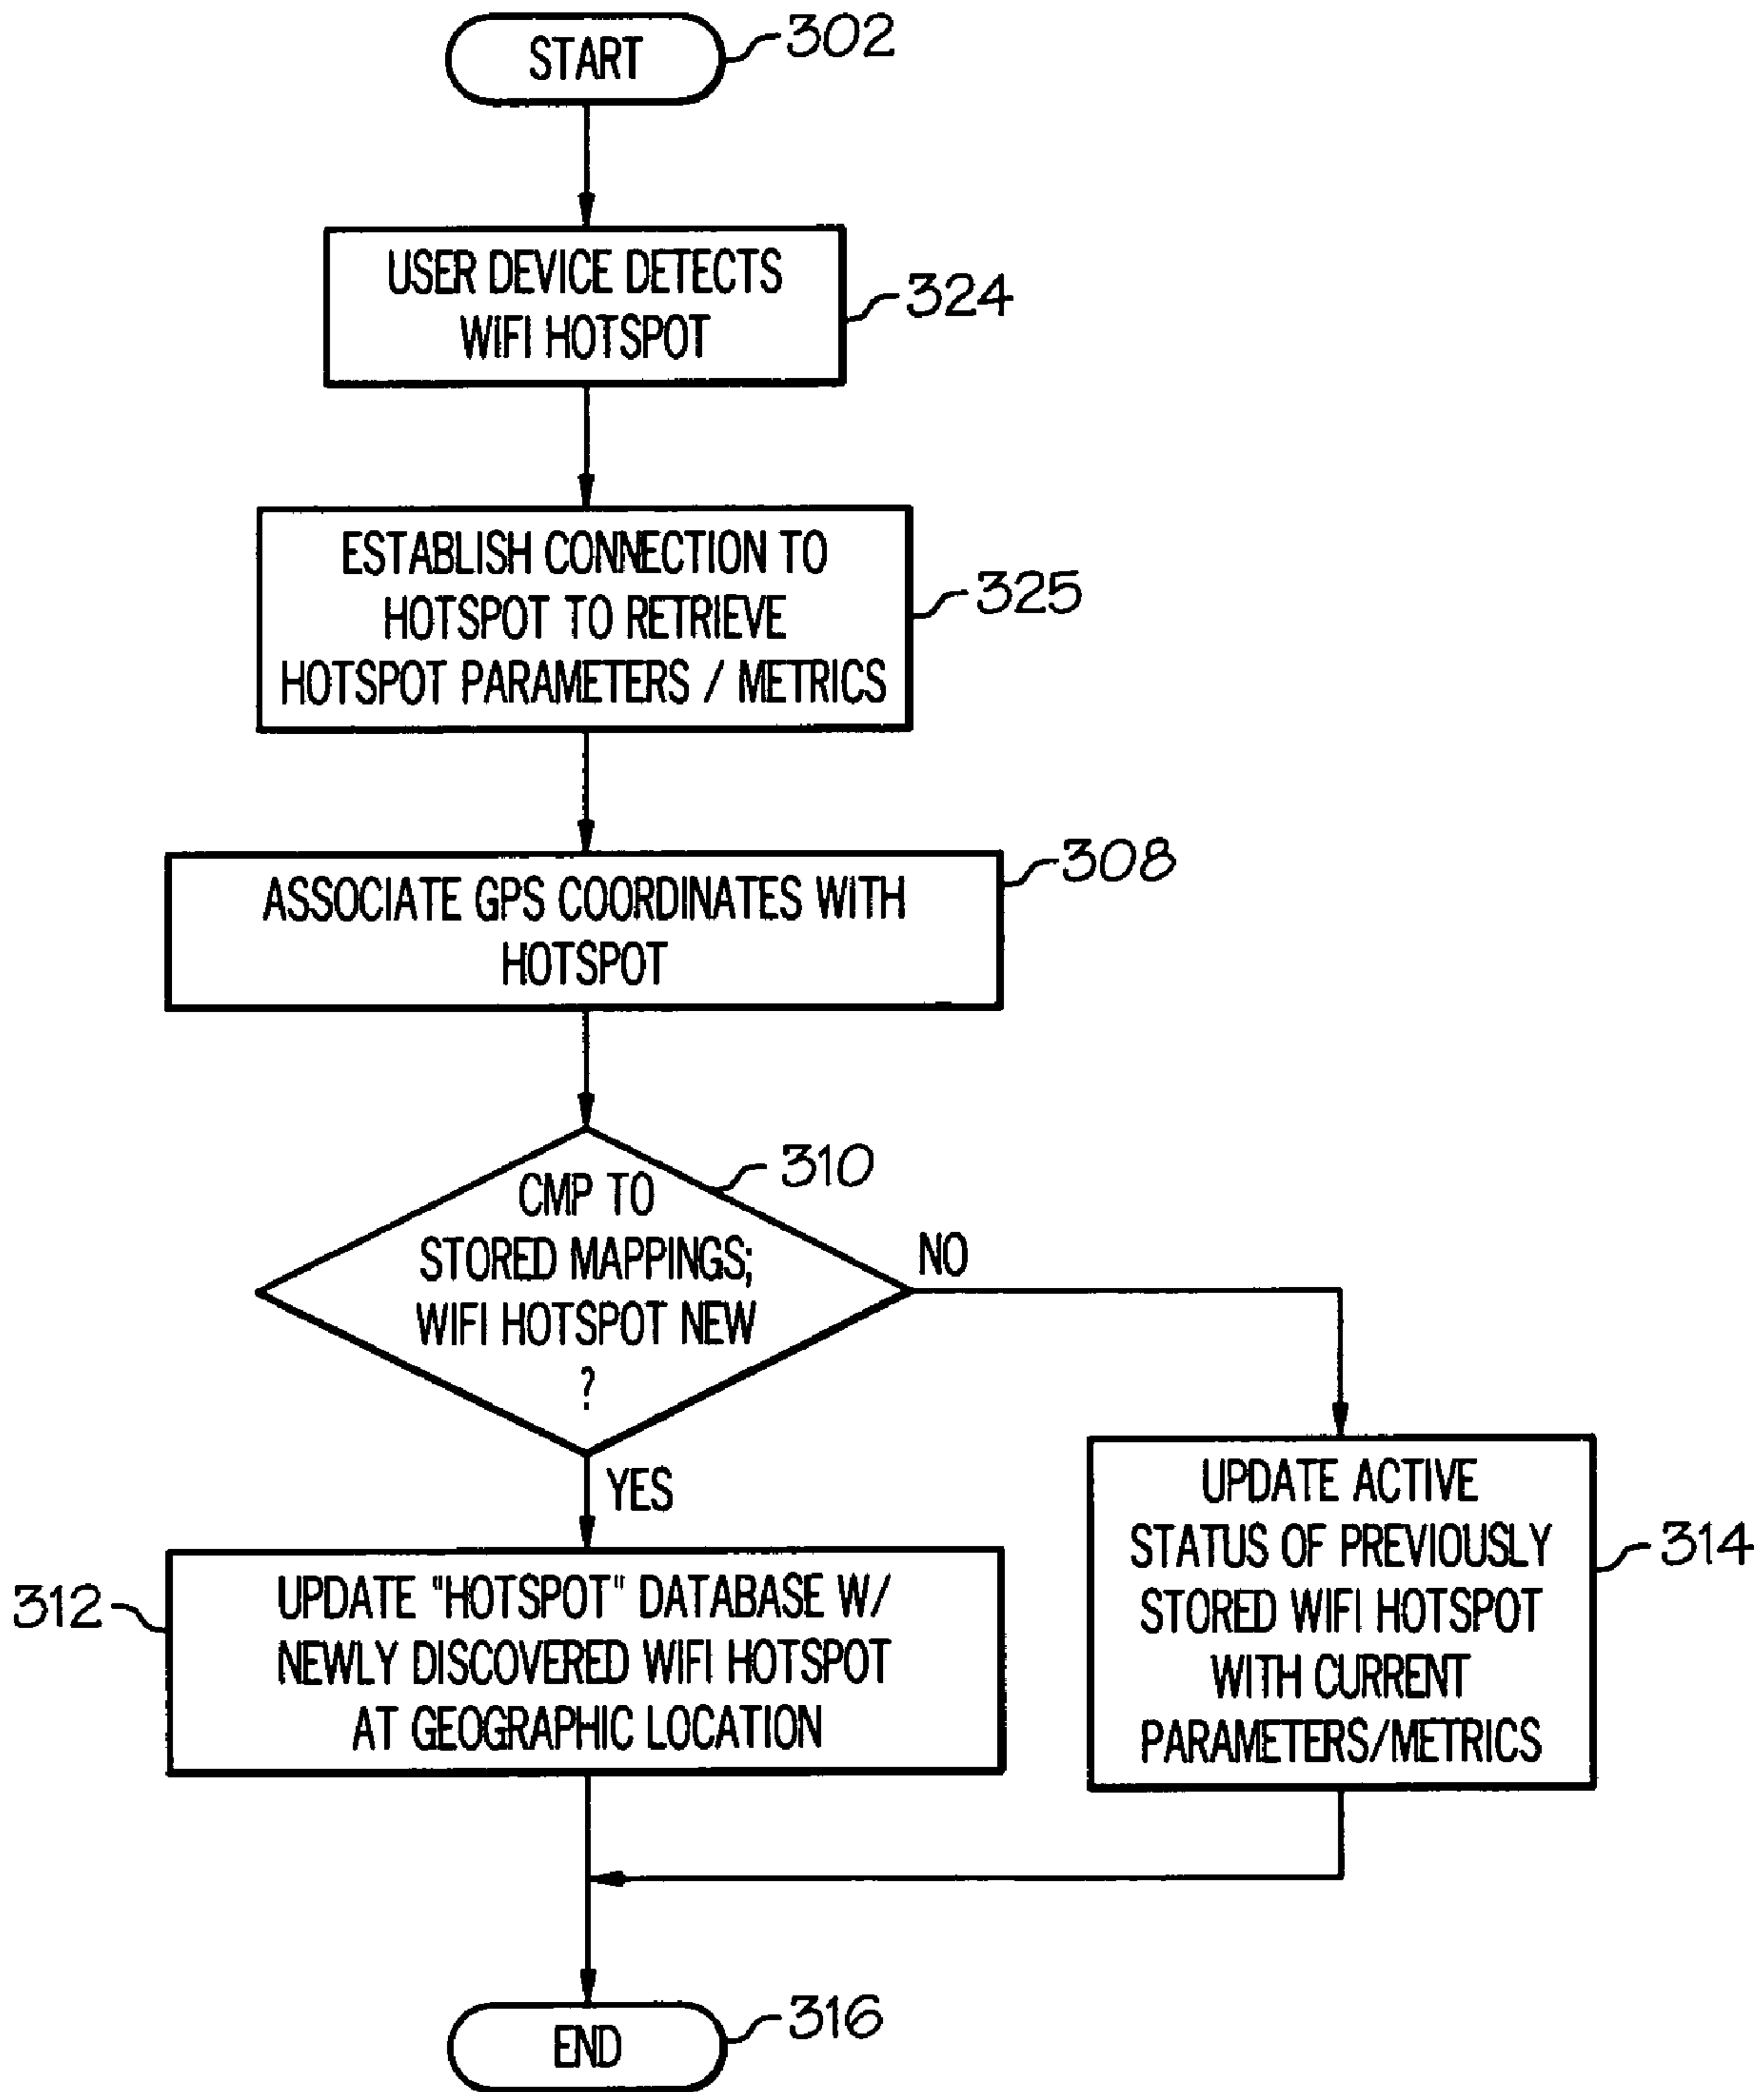 START
302
USER DEVICE DETECTS
WIFI HOTSPOT
324
ESTABLISH CONNECTION TO
HOTSPOT TO RETRIEVE
HOTSPOT PARAMETERS / METRICS
325
ASSOCIATE GPS COORDINATES WITH
HOTSPOT
308
CMP TO
STORED MAPPINGS;
WIFI HOTSPOT NEW
?
310
NO
YES
UPDATE ACTIVE
STATUS OF PREVIOUSLY
STORED WIFI HOTSPOT
WITH CURRENT
PARAMETERS/METRICS
314
312
UPDATE "HOTSPOT" DATABASE W/
NEWLY DISCOVERED WIFI HOTSPOT
AT GEOGRAPHIC LOCATION
END
316